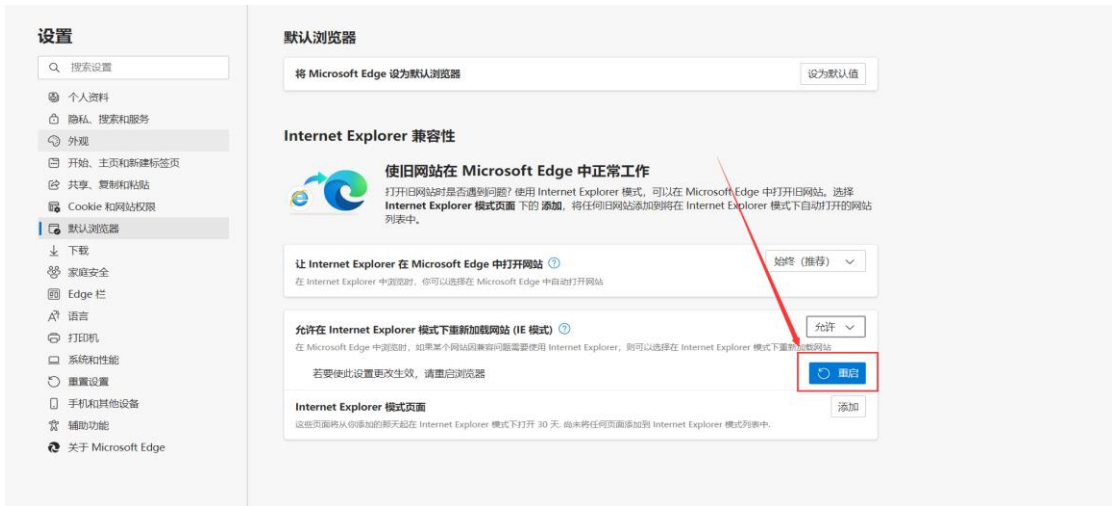 设置
搜索设置
个人资料
隐私、搜索和服务
外观
开始、主页和新建标签页
共享、复制和粘贴
Cookie 和网站权限
默认浏览器
下载
家庭安全
Edge 栏
语言
打印机
系统和性能
重置设置
手机和其他设备
辅助功能
关于 Microsoft Edge
默认浏览器
将 Microsoft Edge 设为默认浏览器
设为默认值
Internet Explorer 兼容性
使旧网站在 Microsoft Edge 中正常工作
打开旧网站时是否遇到问题? 使用 Internet Explorer 模式，可以在 Microsoft Edge 中打开旧网站。选择
Internet Explorer 模式页面 下的 添加，将任何旧网站添加到将在 Internet Explorer 模式下自动打开的网站
列表中。
让 Internet Explorer 在 Microsoft Edge 中打开网站
始终（推荐）
在 Internet Explorer 中浏览时，你可以选择在 Microsoft Edge 中自动打开网站
允许在 Internet Explorer 模式下重新加载网站 (IE 模式)
允许
在 Microsoft Edge 中浏览时，如果某个网站因兼容问题需要使用 Internet Explorer，则可以选择在 Internet Explorer 模式下重新加载网站
若要使此设置更改生效，请重启浏览器
重启
Internet Explorer 模式页面
添加
这些页面将从你添加的那天起在 Internet Explorer 模式下打开 30 天。尚未将任何页面添加到 Internet Explorer 模式列表中。